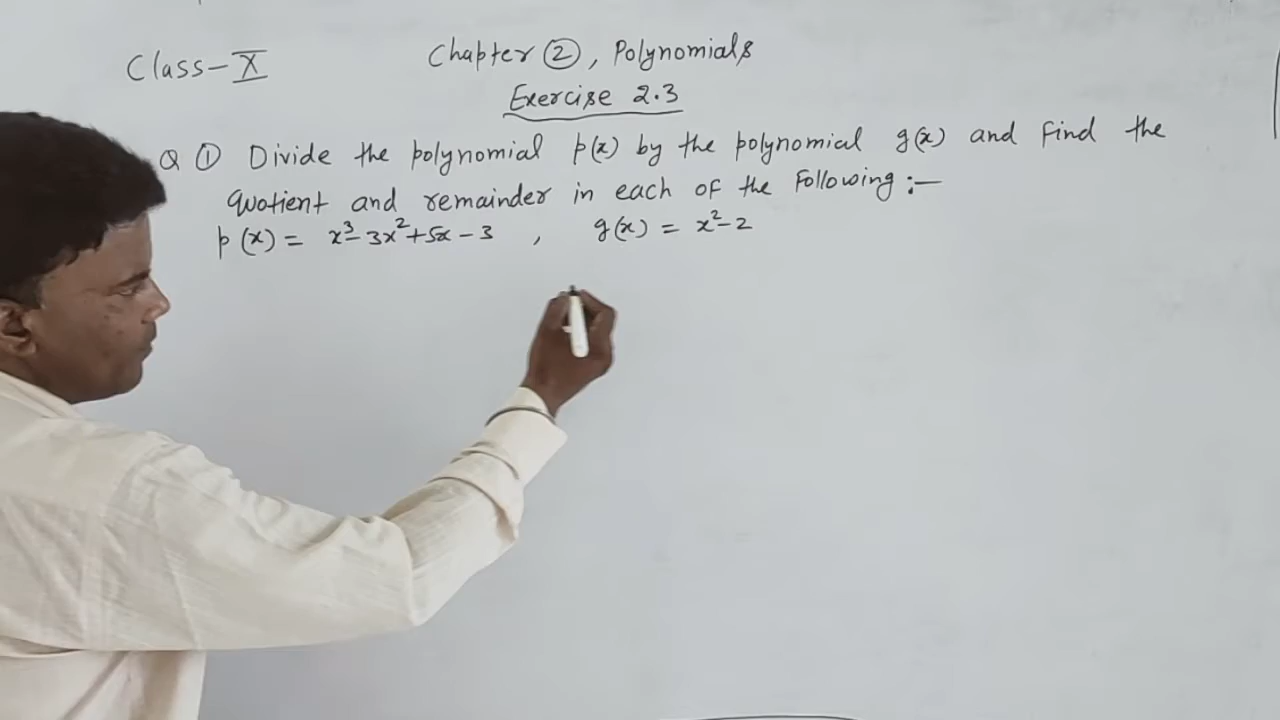 Class-X
Chapter ②, Polynomials
Exercise 2.3
Q ① Divide the polynomial p(x) by the polynomial g(x) and find the
quotient and remainder in each of the following :—
p(x) = x³-3x²+5x-3 , g(x) = x²-2